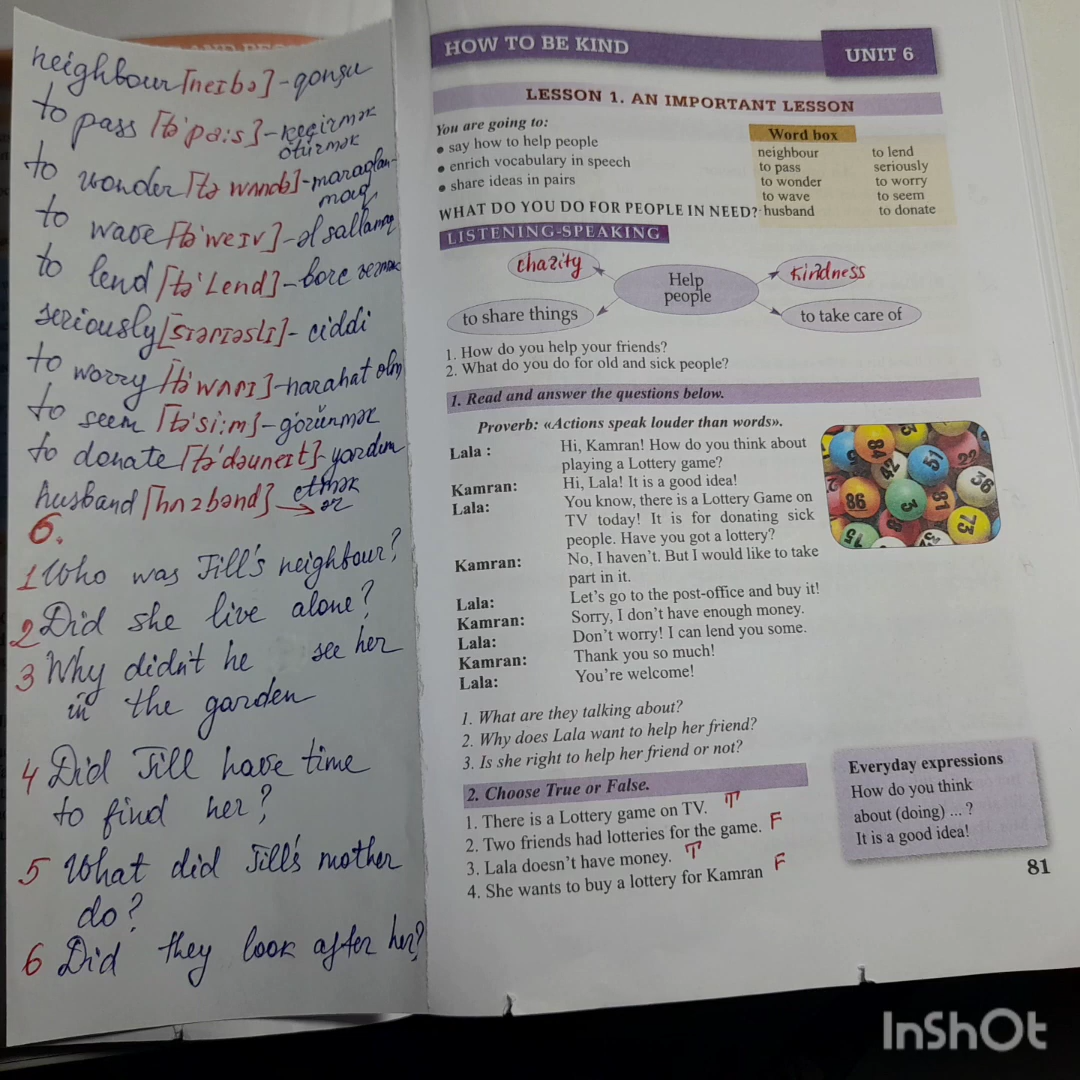 neighbour [neɪbə] - qonşu
to pass [tə'pa:s] - keçirmək
ötürmək
to wonder [tə wʌndə] - maraqlan-
maq
to wave [tə'weɪv] - əl sallamaq
to lend [tə'lend] - borc vermək
seriously [sɪərɪəslɪ] - ciddi
to worry [tə'wʌrɪ] - narahat olm
to seem [tə'si:m] - görünmək
to donate [tə'dəuneɪt] - yardım
etmək
husband [hʌzbənd] → ər
6.
1 Who was Jill's neighbour?
2 Did she live alone?
3 Why didn't he see her
in the garden
4 Did Jill have time
to find her?
5 What did Jill's mother
do?
6 Did they look after her?
HOW TO BE KIND
UNIT 6
LESSON 1. AN IMPORTANT LESSON
You are going to:
• say how to help people
• enrich vocabulary in speech
• share ideas in pairs
Word box
neighbour to lend
to pass seriously
to wonder to worry
to wave to seem
husband to donate
WHAT DO YOU DO FOR PEOPLE IN NEED?
LISTENING-SPEAKING
charity
kindness
Help
people
to share things
to take care of
1. How do you help your friends?
2. What do you do for old and sick people?
1. Read and answer the questions below.
Proverb: «Actions speak louder than words».
Lala : Hi, Kamran! How do you think about
playing a Lottery game?
Kamran: Hi, Lala! It is a good idea!
Lala: You know, there is a Lottery Game on
TV today! It is for donating sick
people. Have you got a lottery?
Kamran: No, I haven't. But I would like to take
part in it.
Lala: Let's go to the post-office and buy it!
Kamran: Sorry, I don't have enough money.
Lala: Don't worry! I can lend you some.
Kamran: Thank you so much!
Lala: You're welcome!
84
42
51
22
36
98
3
81
73
75
1. What are they talking about?
2. Why does Lala want to help her friend?
3. Is she right to help her friend or not?
2. Choose True or False.
1. There is a Lottery game on TV. T
2. Two friends had lotteries for the game. F
3. Lala doesn't have money. T
4. She wants to buy a lottery for Kamran F
Everyday expressions
How do you think
about (doing) ... ?
It is a good idea!
81
InShOt